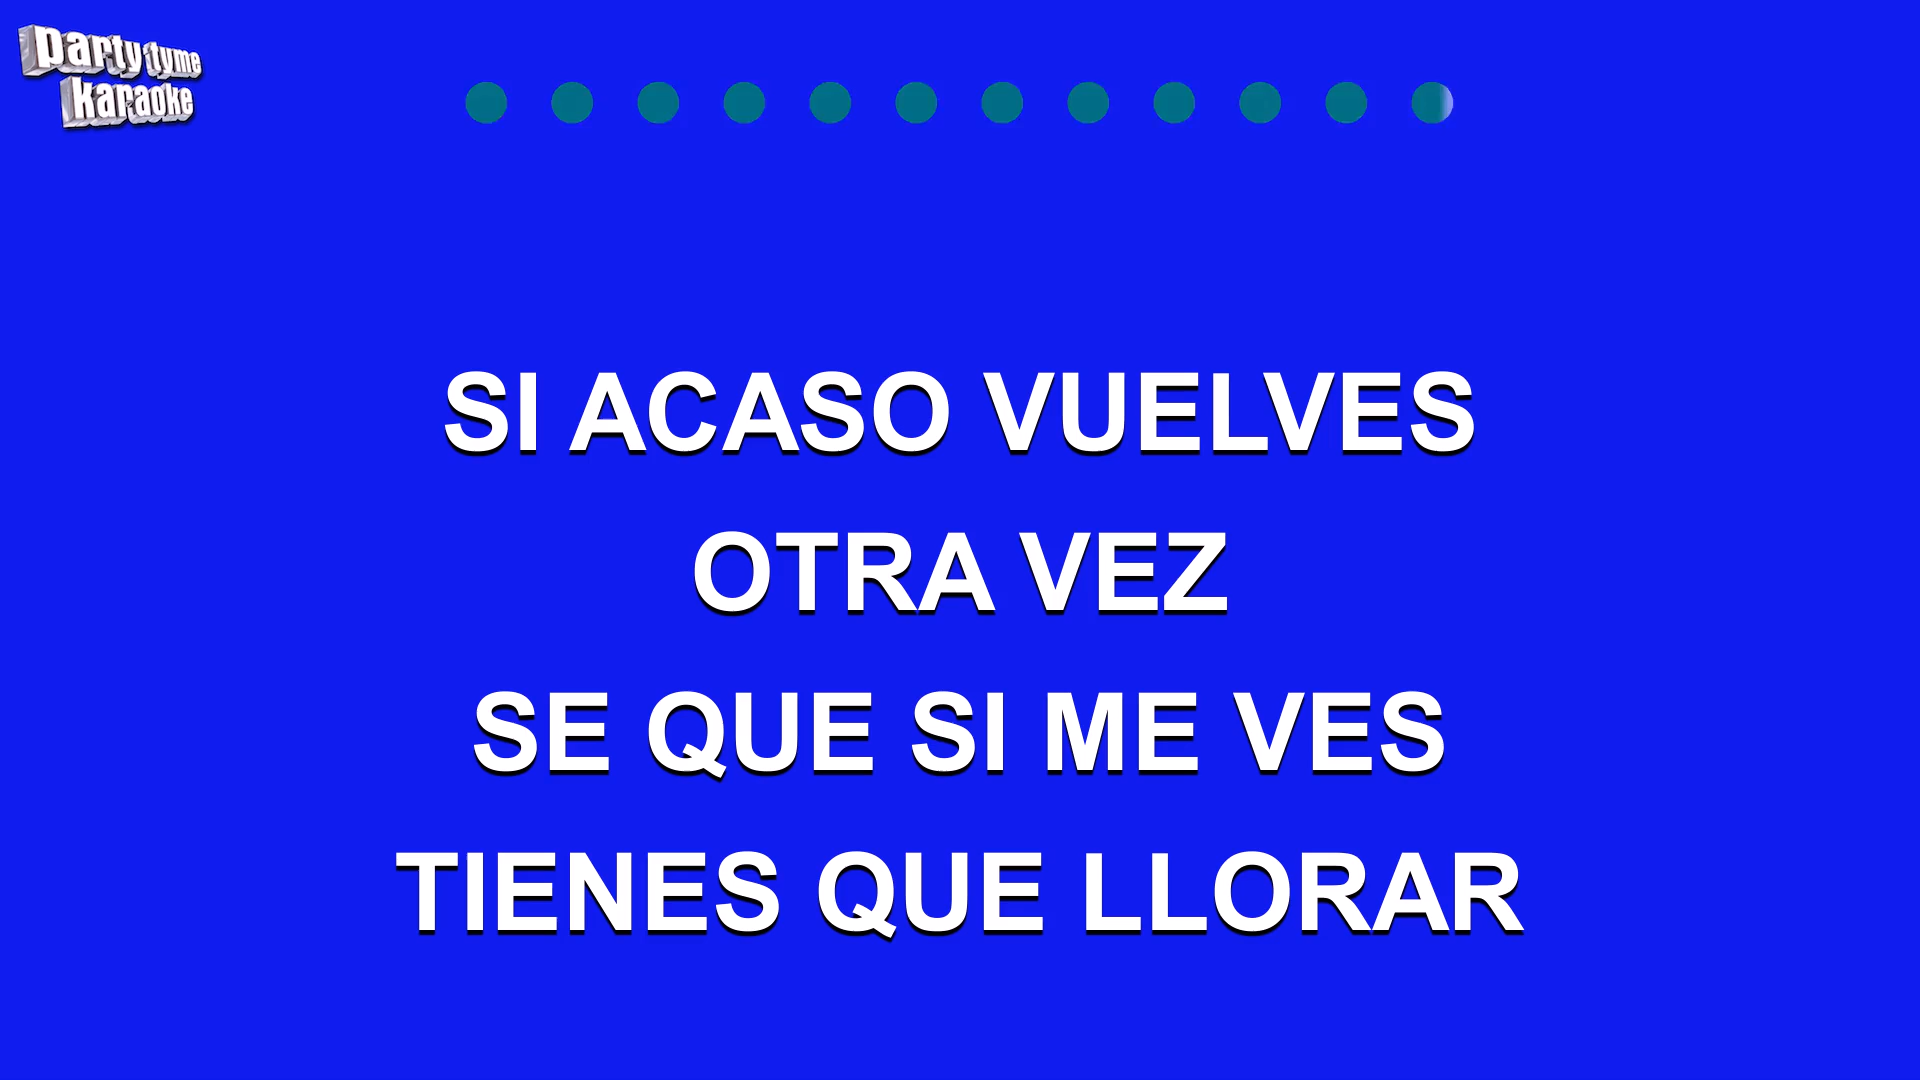 party tyme
karaoke
SI ACASO VUELVES
OTRA VEZ
SE QUE SI ME VES
TIENES QUE LLORAR